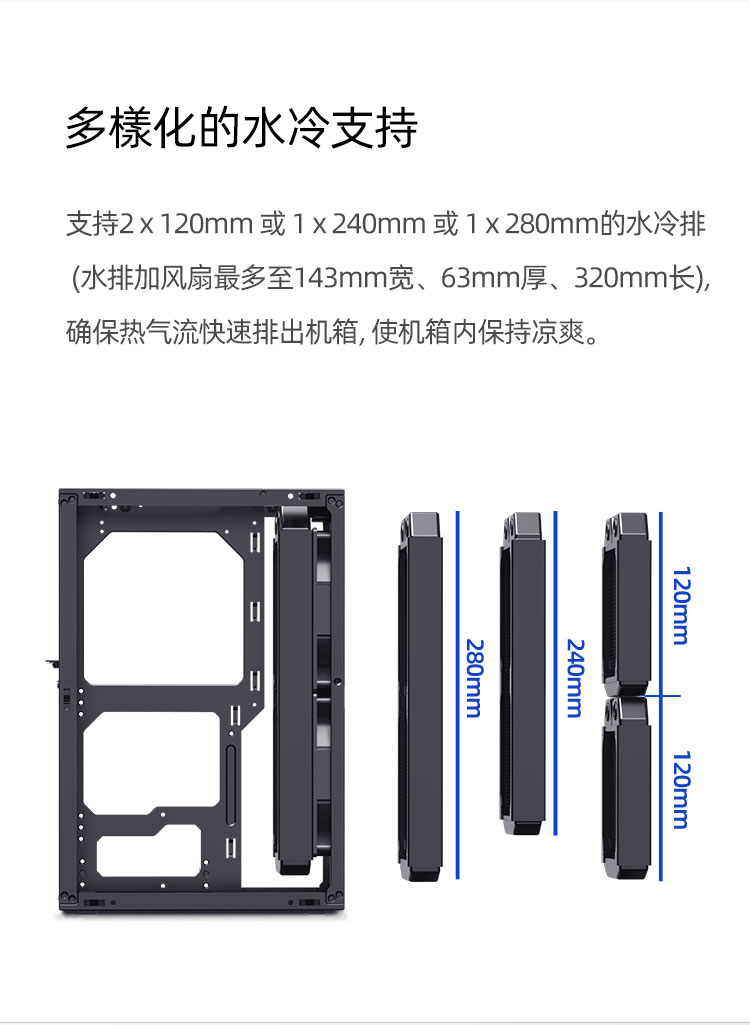 多樣化的水冷支持
支持2 x 120mm 或 1 x 240mm 或 1 x 280mm的水冷排
(水排加风扇最多至143mm宽、63mm厚、320mm长),
确保热气流快速排出机箱, 使机箱内保持凉爽。
280mm
240mm
120mm
120mm